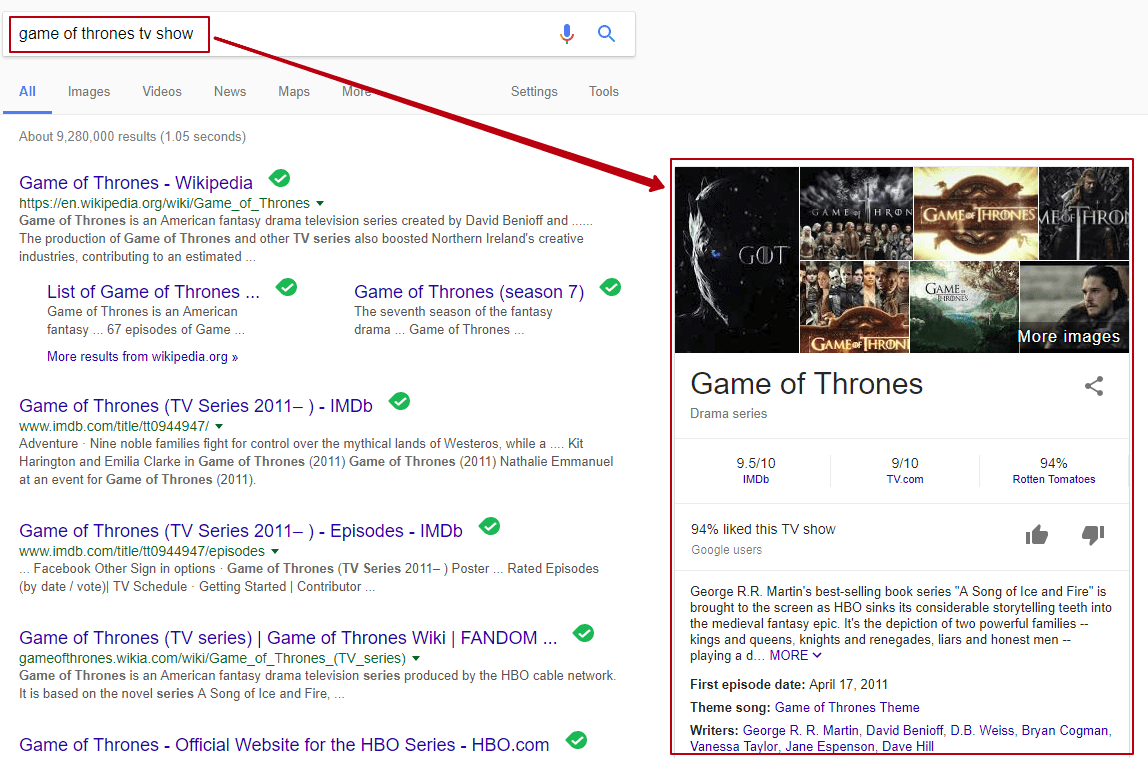 game of thrones tv show
All Images Videos News Maps More Settings Tools
About 9,280,000 results (1.05 seconds)
Game of Thrones - Wikipedia
https://en.wikipedia.org/wiki/Game_of_Thrones
Game of Thrones is an American fantasy drama television series created by David Benioff and ......
The production of Game of Thrones and other TV series also boosted Northern Ireland's creative
industries, contributing to an estimated ...
List of Game of Thrones ...
Game of Thrones is an American
fantasy ... 67 episodes of Game ...
Game of Thrones (season 7)
The seventh season of the fantasy
drama ... Game of Thrones ...
More results from wikipedia.org »
Game of Thrones (TV Series 2011– ) - IMDb
www.imdb.com/title/tt0944947/
Adventure · Nine noble families fight for control over the mythical lands of Westeros, while a .... Kit
Harington and Emilia Clarke in Game of Thrones (2011) Game of Thrones (2011) Nathalie Emmanuel
at an event for Game of Thrones (2011).
Game of Thrones (TV Series 2011– ) - Episodes - IMDb
www.imdb.com/title/tt0944947/episodes
... Facebook Other Sign in options · Game of Thrones (TV Series 2011– ) Poster ... Rated Episodes
(by date / vote)| TV Schedule · Getting Started | Contributor ...
Game of Thrones (TV series) | Game of Thrones Wiki | FANDOM ...
gameofthrones.wikia.com/wiki/Game_of_Thrones_(TV_series)
Game of Thrones is an American fantasy drama television series produced by the HBO cable network.
It is based on the novel series A Song of Ice and Fire, ...
Game of Thrones - Official Website for the HBO Series - HBO.com
GOT
GAME OF THRON
GAME OF THRONES
ME OF THRO
GAME OF THRONE
GAME OF THRONES
More images
Game of Thrones
Drama series
9.5/10 9/10 94%
IMDb TV.com Rotten Tomatoes
94% liked this TV show
Google users
George R.R. Martin's best-selling book series "A Song of Ice and Fire" is
brought to the screen as HBO sinks its considerable storytelling teeth into
the medieval fantasy epic. It's the depiction of two powerful families --
kings and queens, knights and renegades, liars and honest men --
playing a d... MORE
First episode date: April 17, 2011
Theme song: Game of Thrones Theme
Writers: George R. R. Martin, David Benioff, D.B. Weiss, Bryan Cogman,
Vanessa Taylor, Jane Espenson, Dave Hill